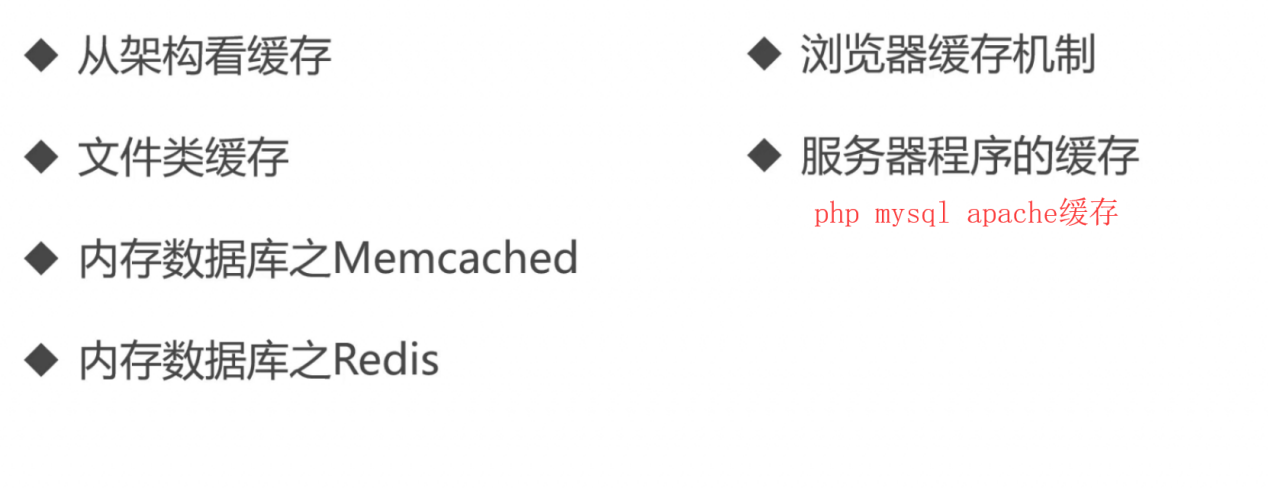 ◆ 从架构看缓存
◆ 文件类缓存
◆ 内存数据库之Memcached
◆ 内存数据库之Redis
◆ 浏览器缓存机制
◆ 服务器程序的缓存
php mysql apache缓存